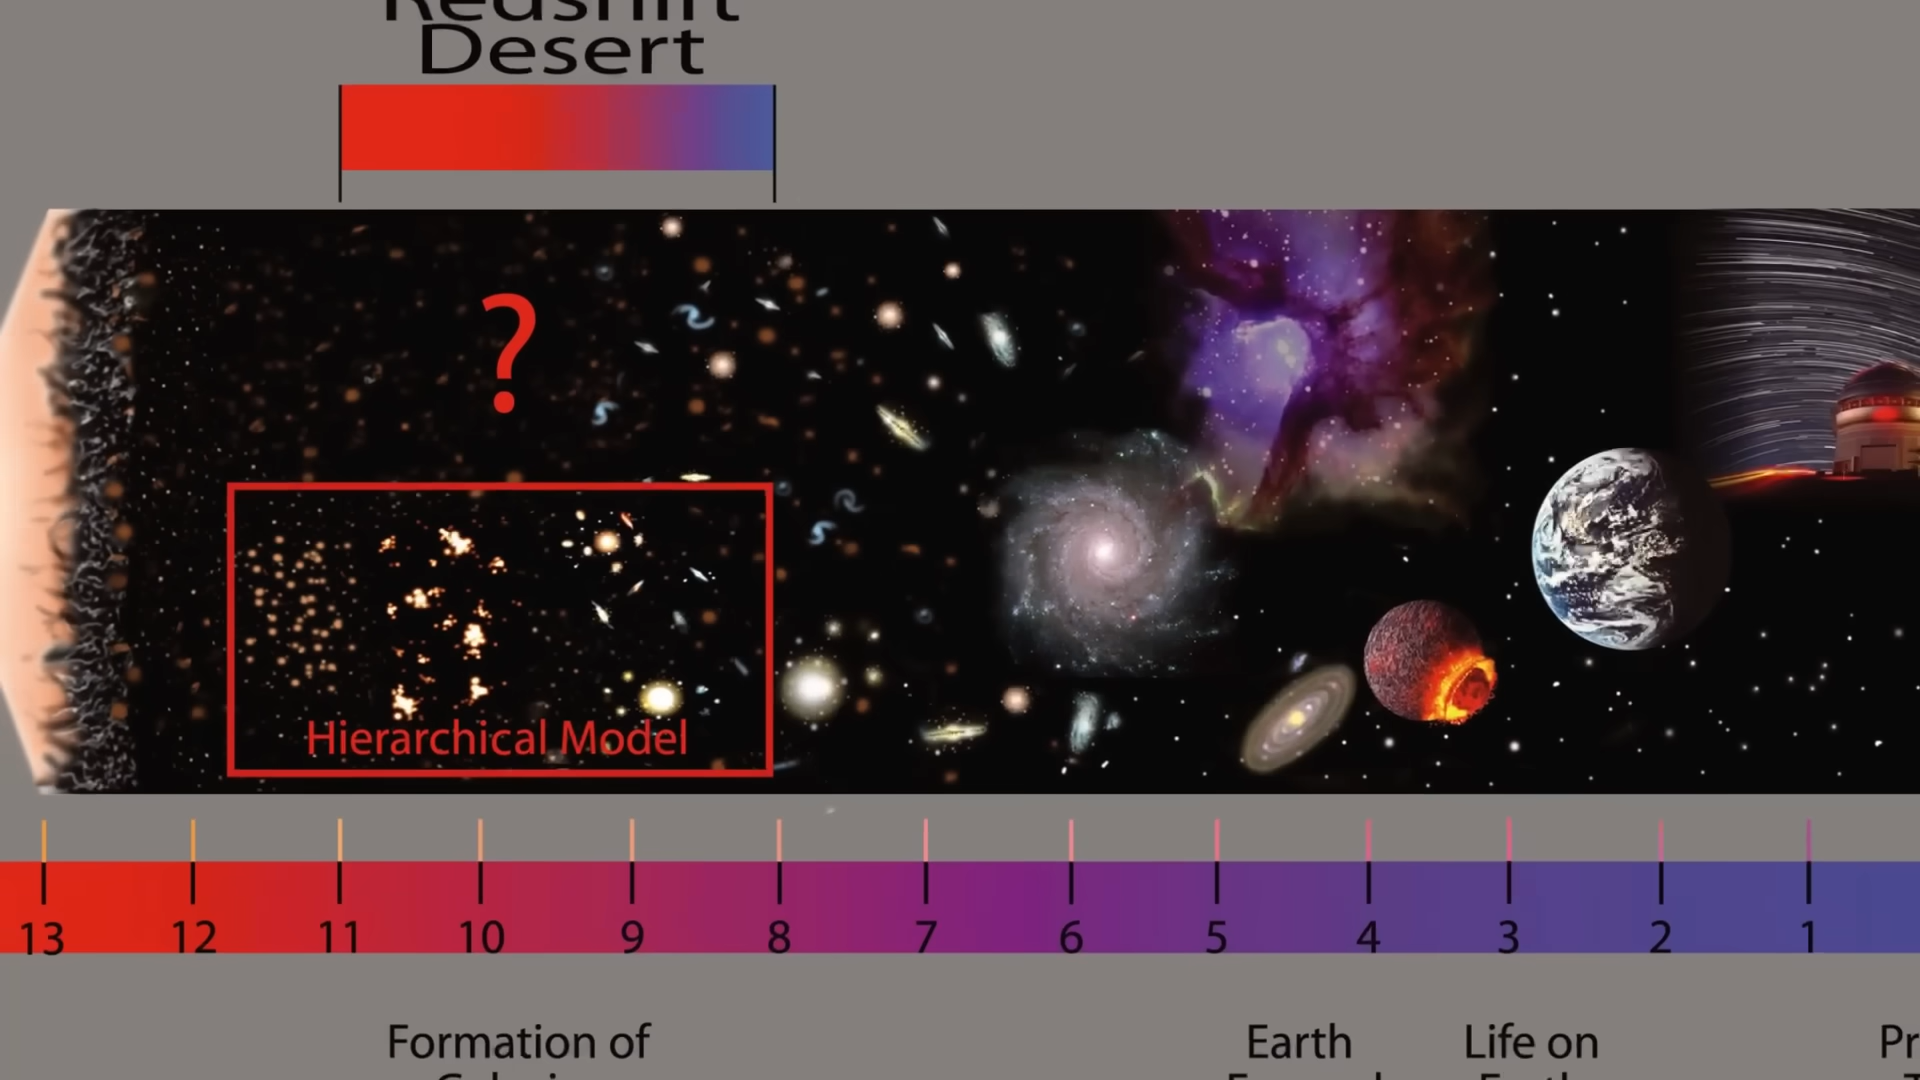 Redshift
Desert
?
Hierarchical Model
13 12 11 10 9 8 7 6 5 4 3 2 1
Formation of
Earth
Life on